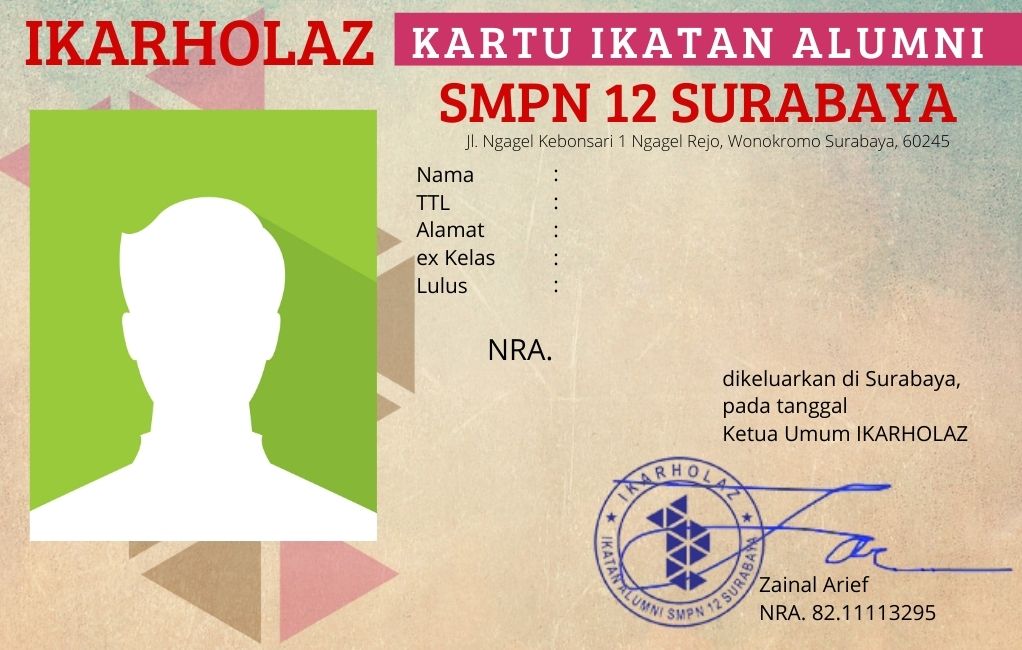 IKARHOLAZ
KARTU IKATAN ALUMNI
SMPN 12 SURABAYA
Jl. Ngagel Kebonsari 1 Ngagel Rejo, Wonokromo Surabaya, 60245
Nama :
TTL :
Alamat :
ex Kelas :
Lulus :
NRA.
dikeluarkan di Surabaya,
pada tanggal
Ketua Umum IKARHOLAZ
IKARHOLAZ
IKATAN ALUMNI SMPN 12 SURABAYA
Zainal Arief
NRA. 82.11113295